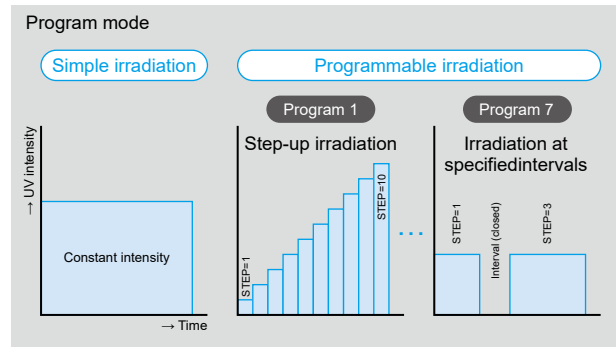 Program mode
Simple irradiation
Programmable irradiation
Program 1
Program 7
Step-up irradiation
Irradiation at
specifiedintervals
→ UV intensity
Constant intensity
→ Time
STEP=1
STEP=10
...
STEP=1
Interval (closed)
STEP=3